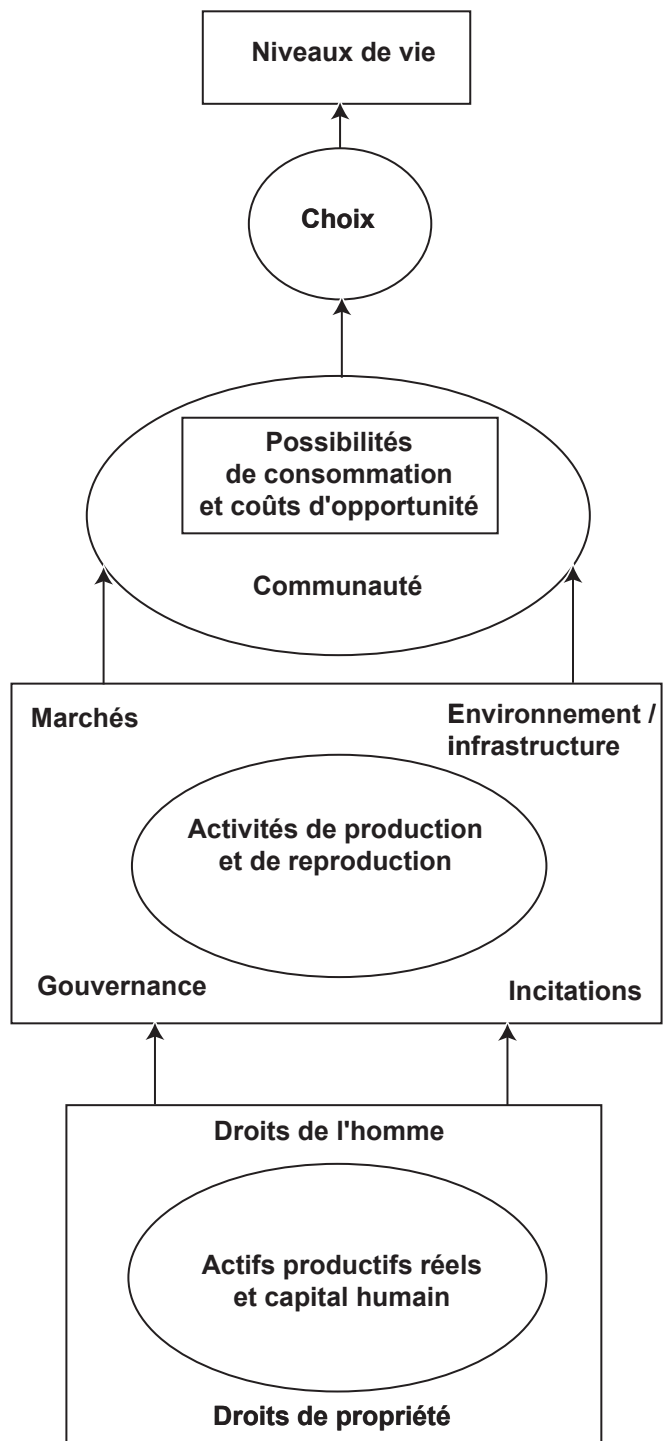 Niveaux de vie
Choix
Possibilités
de consommation
et coûts d'opportunité
Communauté
Marchés
Environnement /
infrastructure
Activités de production
et de reproduction
Gouvernance
Incitations
Droits de l'homme
Actifs productifs réels
et capital humain
Droits de propriété